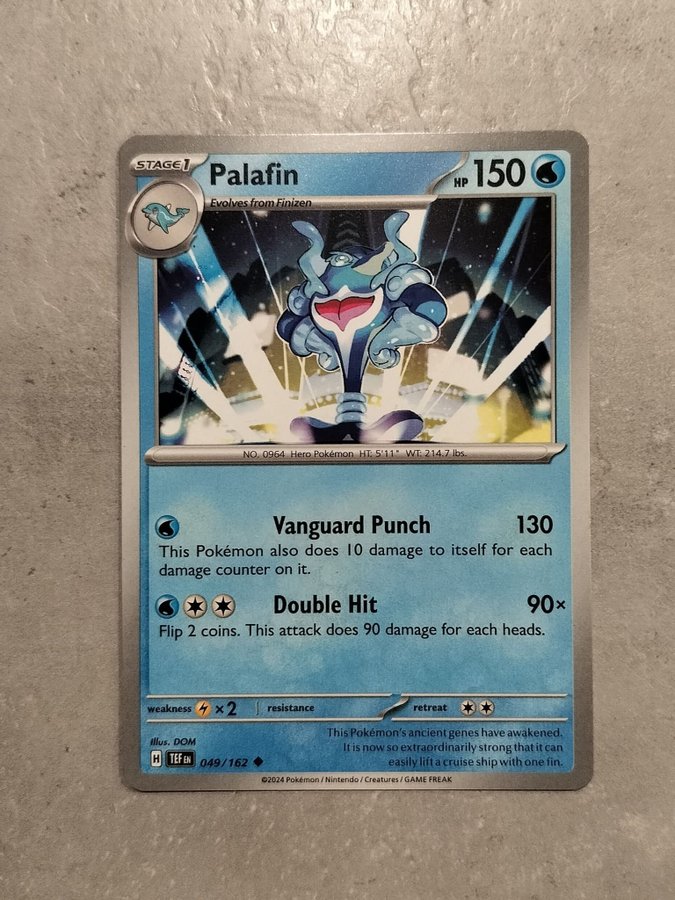 STAGE 1
Palafin
HP 150
Evolves from Finizen
NO. 0964 Hero Pokémon HT: 5'11" WT: 214.7 lbs.
Vanguard Punch 130
This Pokémon also does 10 damage to itself for each
damage counter on it.
Double Hit 90×
Flip 2 coins. This attack does 90 damage for each heads.
weakness ×2 resistance retreat
Illus. DOM
H TEF EN 049/162
This Pokémon's ancient genes have awakened.
It is now so extraordinarily strong that it can
easily lift a cruise ship with one fin.
©2024 Pokémon / Nintendo / Creatures / GAME FREAK